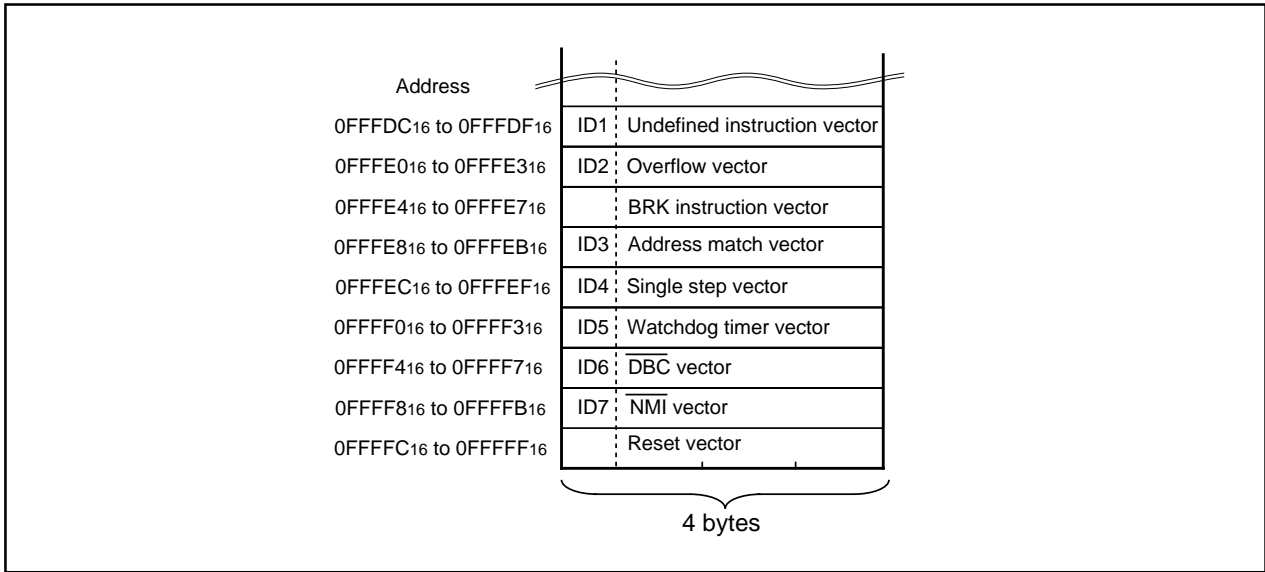 Address
0FFFDC16 to 0FFFDF16 ID1 Undefined instruction vector
0FFFE016 to 0FFFE316 ID2 Overflow vector
0FFFE416 to 0FFFE716 BRK instruction vector
0FFFE816 to 0FFFEB16 ID3 Address match vector
0FFFEC16 to 0FFFEF16 ID4 Single step vector
0FFFF016 to 0FFFF316 ID5 Watchdog timer vector
0FFFF416 to 0FFFF716 ID6 D̅B̅C̅ vector
0FFFF816 to 0FFFFB16 ID7 N̅M̅I̅ vector
0FFFFC16 to 0FFFFF16 Reset vector
4 bytes